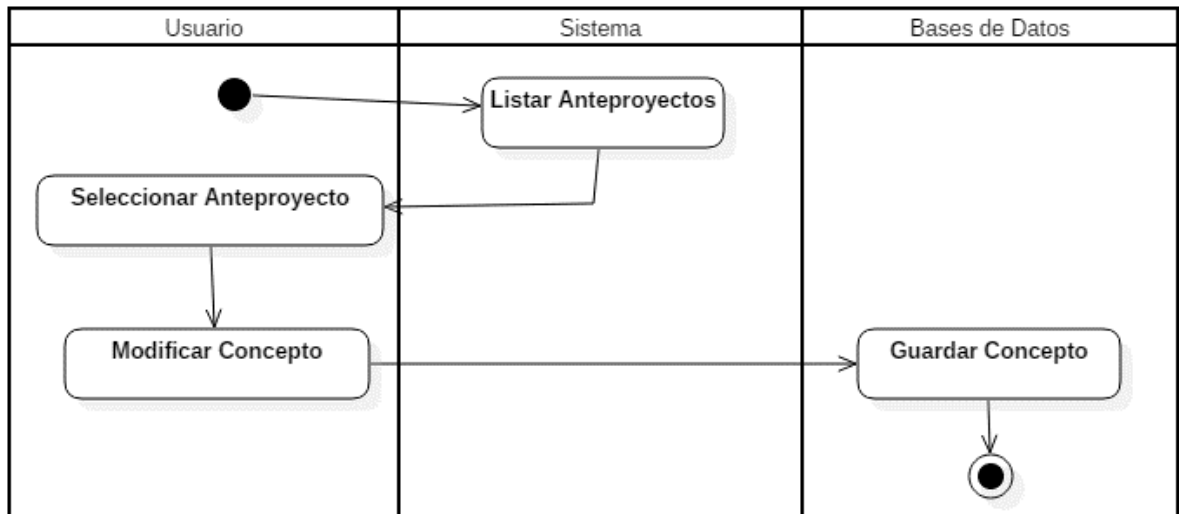 Usuario
Sistema
Bases de Datos
Listar Anteproyectos
Seleccionar Anteproyecto
Modificar Concepto
Guardar Concepto